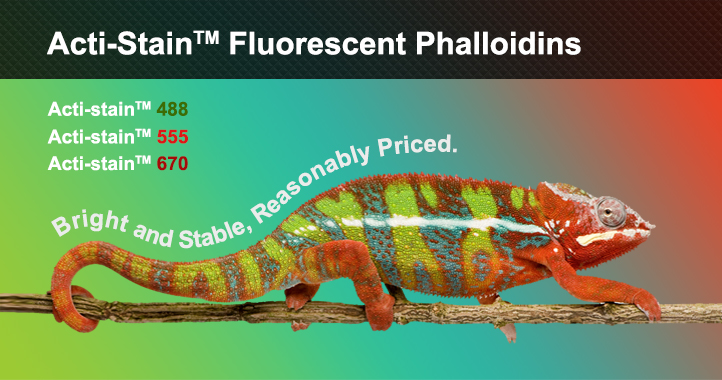 Acti-Stain™ Fluorescent Phalloidins
Acti-stain™ 488
Acti-stain™ 555
Acti-stain™ 670
Bright and Stable, Reasonably Priced.